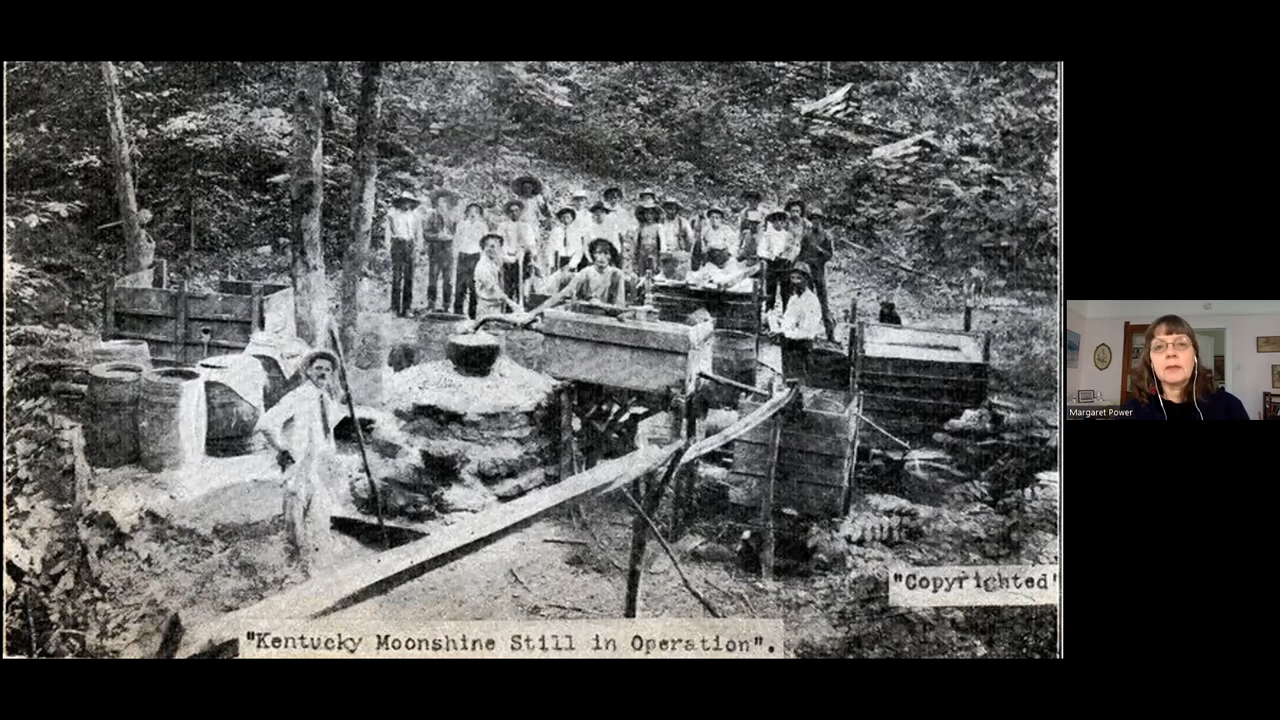 "Copyrighted"
"Kentucky Moonshine Still in Operation".
Margaret Power